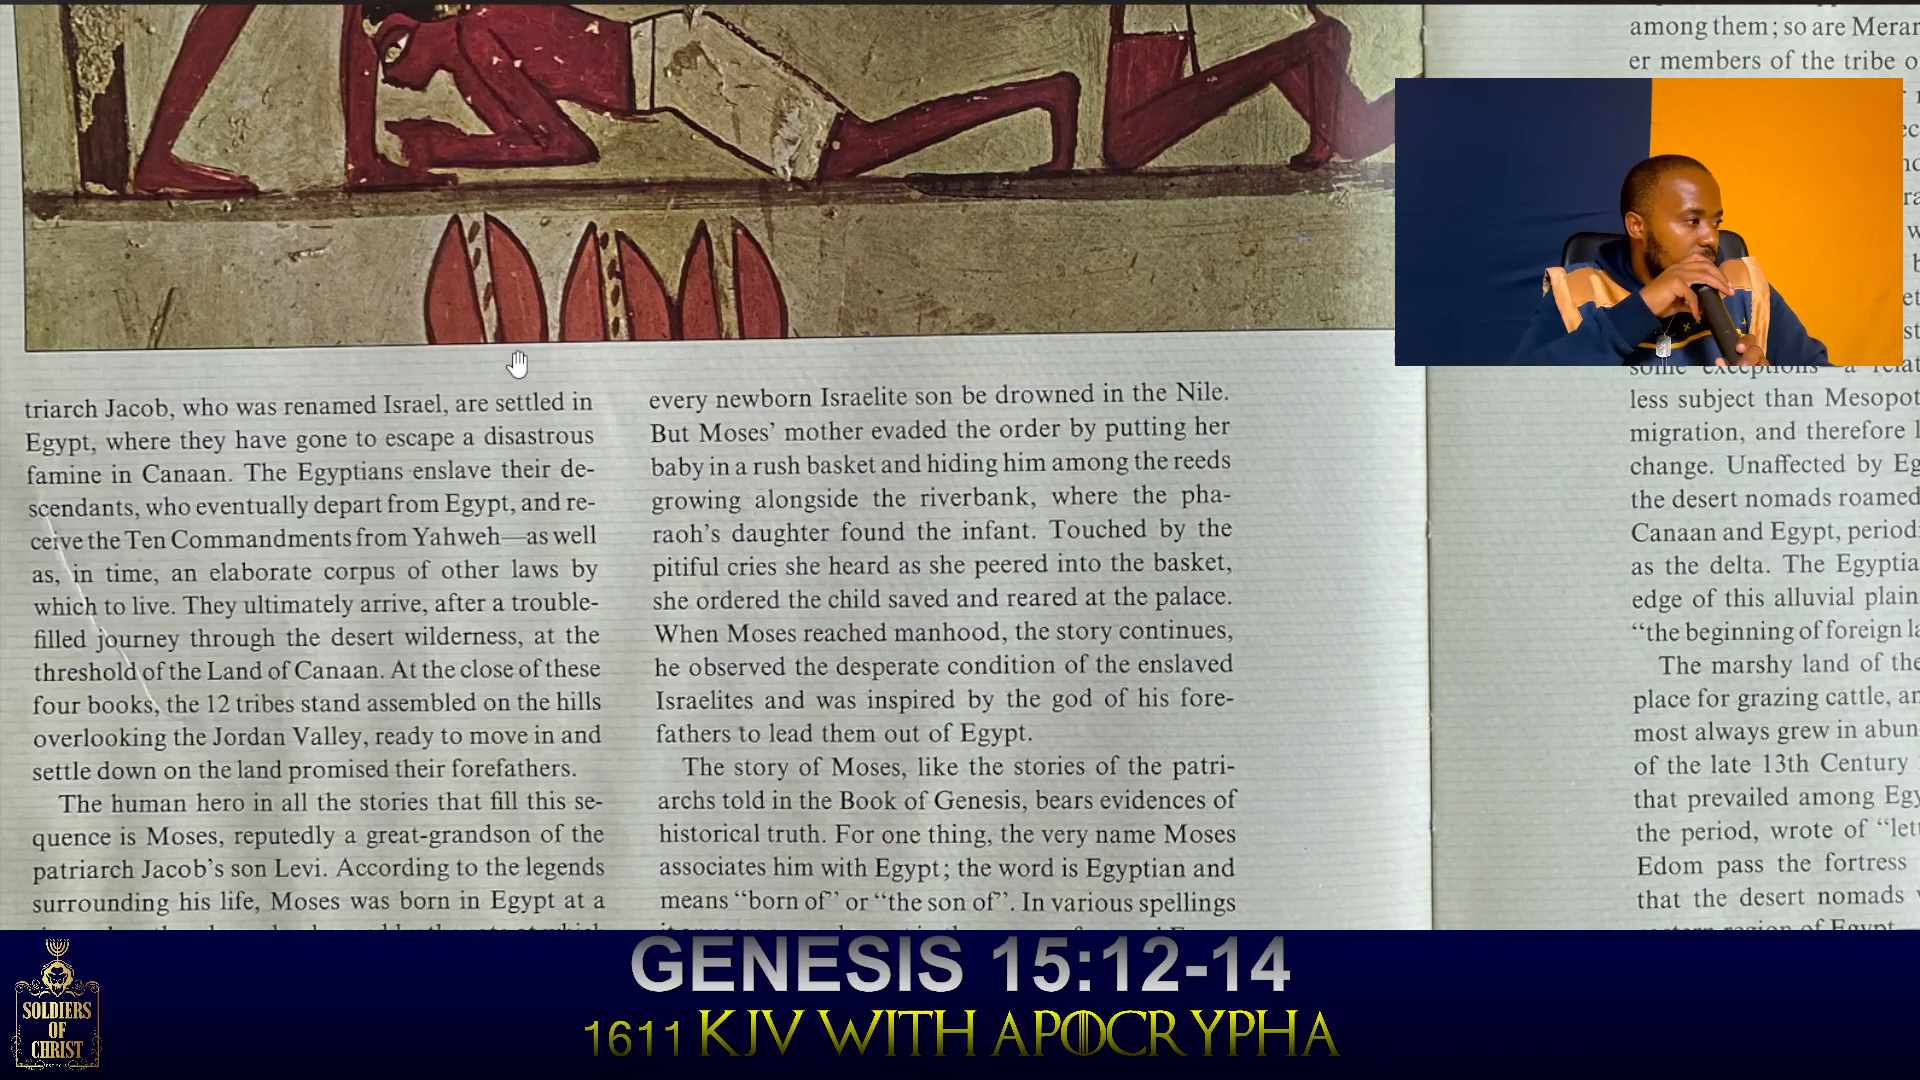 triarch Jacob, who was renamed Israel, are settled in
Egypt, where they have gone to escape a disastrous
famine in Canaan. The Egyptians enslave their de-
scendants, who eventually depart from Egypt, and re-
ceive the Ten Commandments from Yahweh—as well
as, in time, an elaborate corpus of other laws by
which to live. They ultimately arrive, after a trouble-
filled journey through the desert wilderness, at the
threshold of the Land of Canaan. At the close of these
four books, the 12 tribes stand assembled on the hills
overlooking the Jordan Valley, ready to move in and
settle down on the land promised their forefathers.
The human hero in all the stories that fill this se-
quence is Moses, reputedly a great-grandson of the
patriarch Jacob's son Levi. According to the legends
surrounding his life, Moses was born in Egypt at a
every newborn Israelite son be drowned in the Nile.
But Moses' mother evaded the order by putting her
baby in a rush basket and hiding him among the reeds
growing alongside the riverbank, where the pha-
raoh's daughter found the infant. Touched by the
pitiful cries she heard as she peered into the basket,
she ordered the child saved and reared at the palace.
When Moses reached manhood, the story continues,
he observed the desperate condition of the enslaved
Israelites and was inspired by the god of his fore-
fathers to lead them out of Egypt.
The story of Moses, like the stories of the patri-
archs told in the Book of Genesis, bears evidences of
historical truth. For one thing, the very name Moses
associates him with Egypt; the word is Egyptian and
means “born of” or “the son of”. In various spellings
among them; so are Merar
er members of the tribe o
less subject than Mesopot
migration, and therefore l
change. Unaffected by Eg
the desert nomads roamed
Canaan and Egypt, period
as the delta. The Egyptia
edge of this alluvial plain
“the beginning of foreign la
The marshy land of the
place for grazing cattle, an
most always grew in abun
of the late 13th Century
that prevailed among Egy
the period, wrote of “lett
Edom pass the fortress
that the desert nomads
GENESIS 15:12-14
1611 KJV WITH APOCRYPHA
SOLDIERS
OF
CHRIST